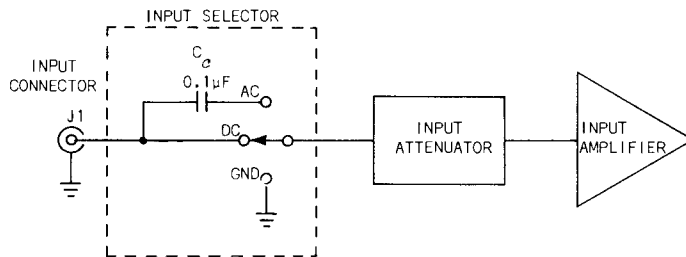 INPUT SELECTOR
INPUT
CONNECTOR
J1
Cc
0.1µF
AC
DC
GND
INPUT
ATTENUATOR
INPUT
AMPLIFIER